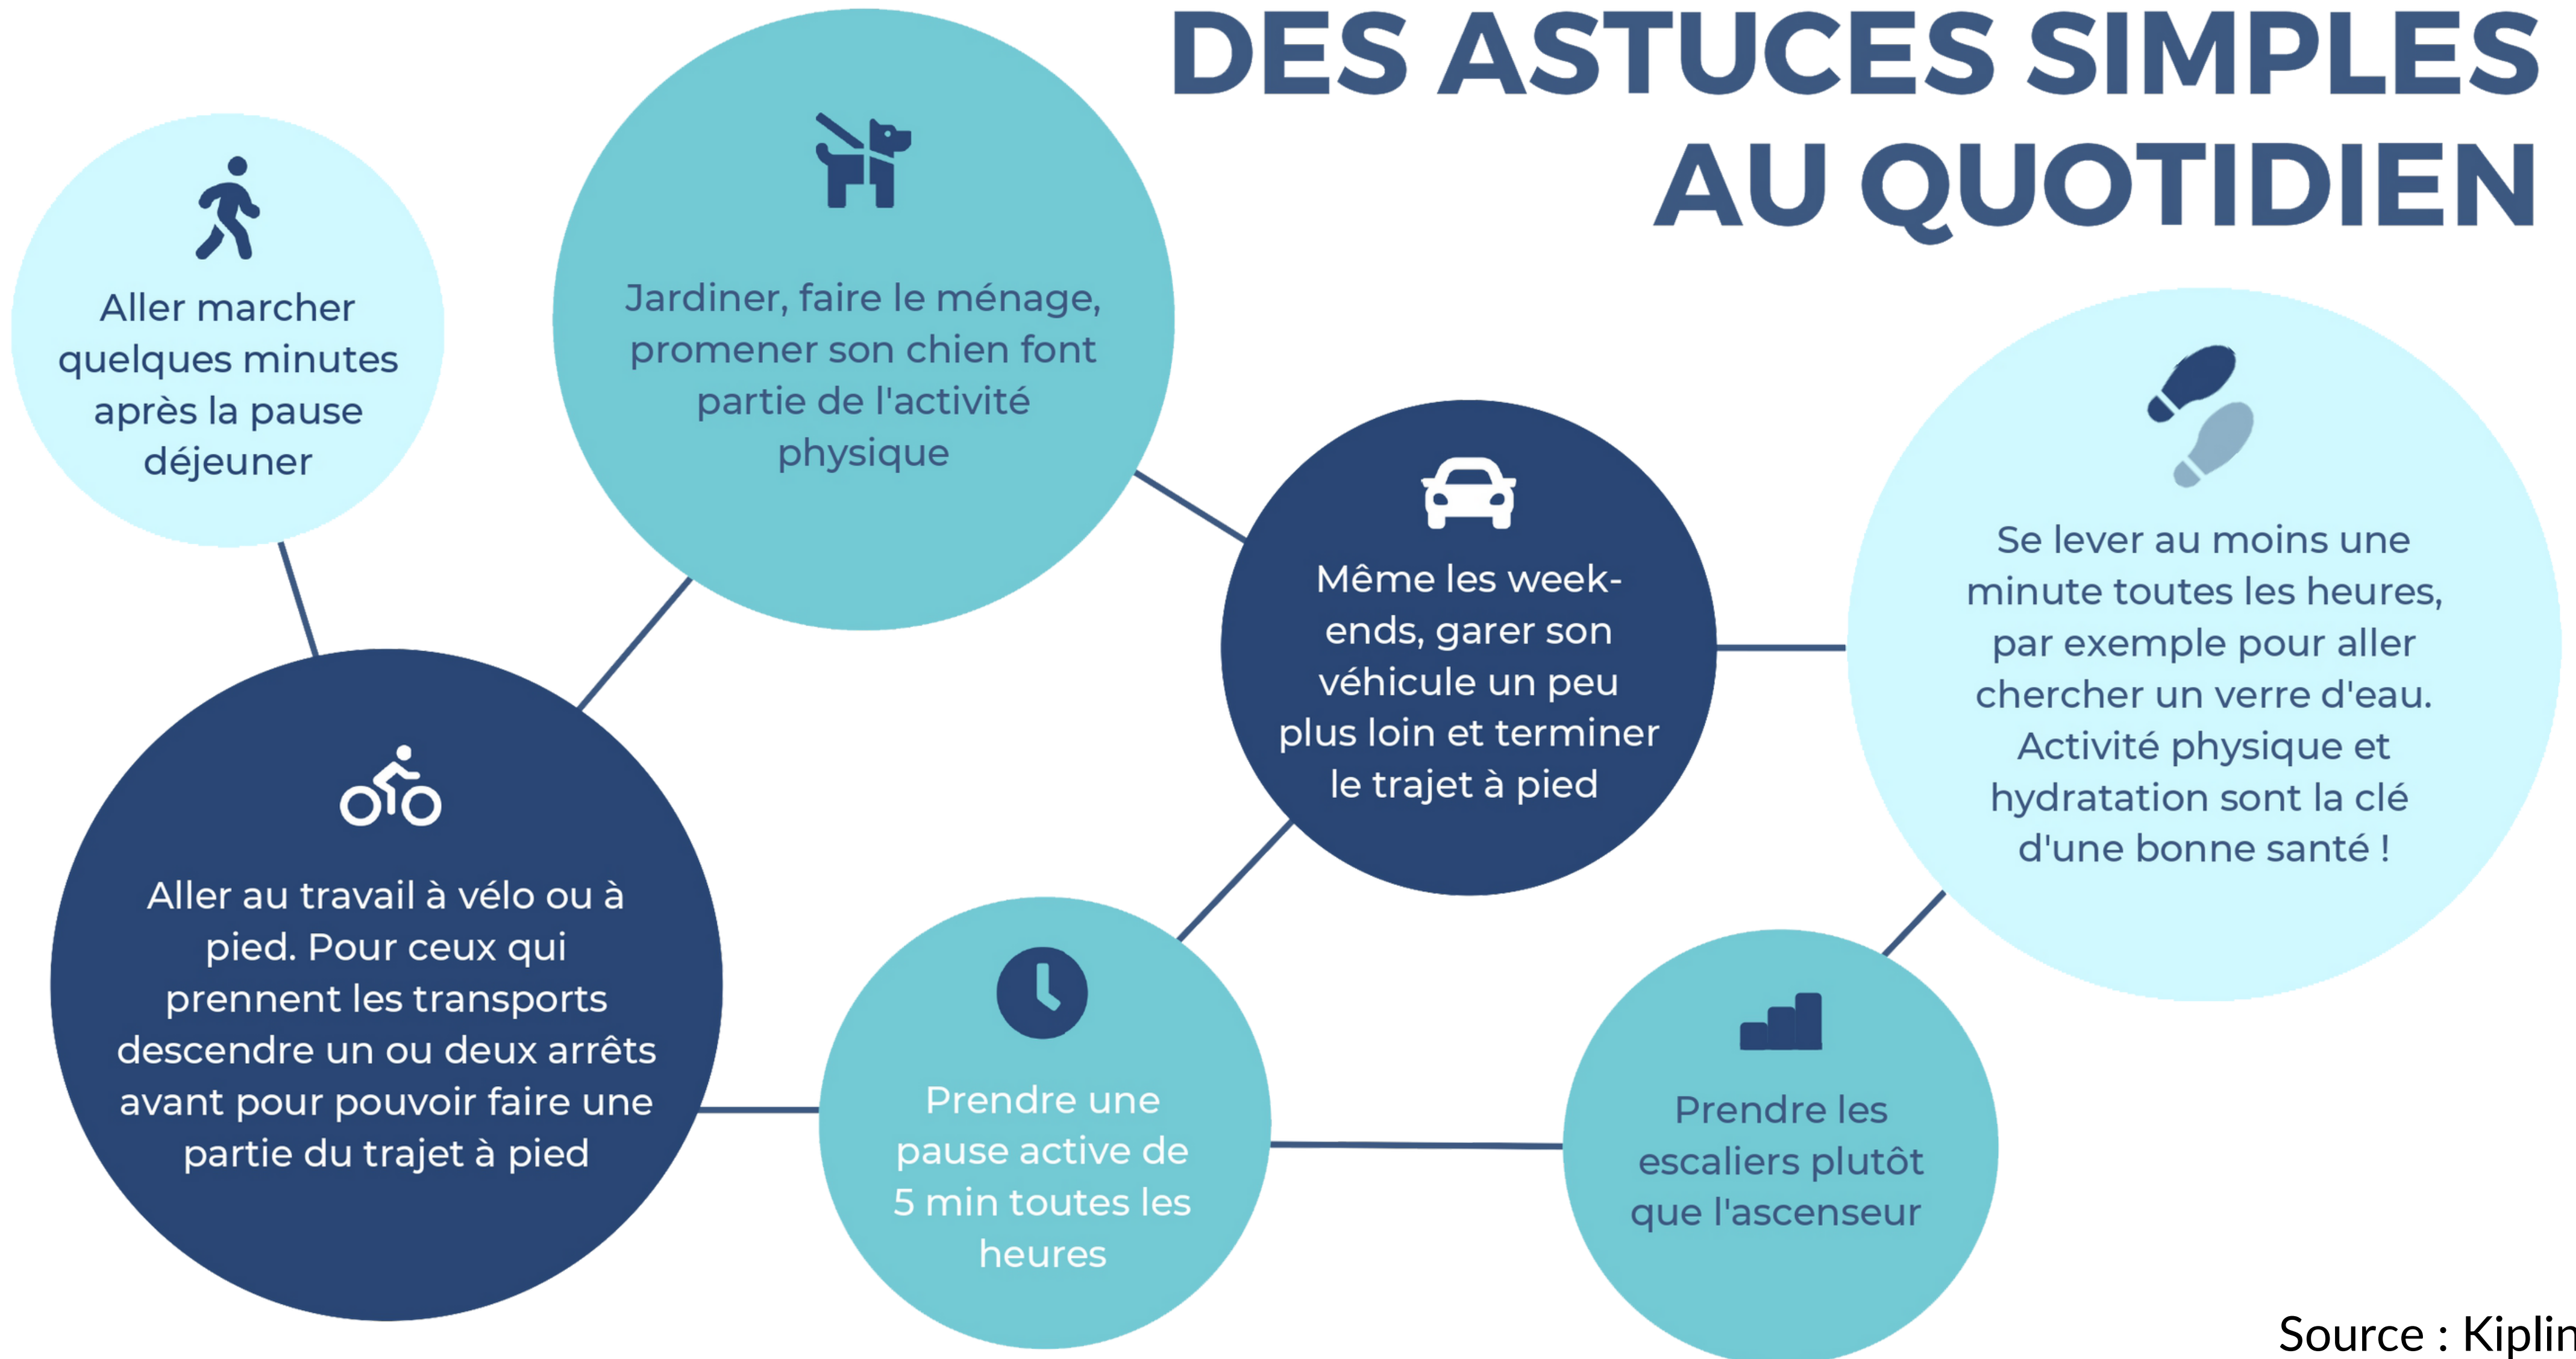 DES ASTUCES SIMPLES
AU QUOTIDIEN
Aller marcher
quelques minutes
après la pause
déjeuner
Jardiner, faire le ménage,
promener son chien font
partie de l'activité
physique
Même les week-
ends, garer son
véhicule un peu
plus loin et terminer
le trajet à pied
Se lever au moins une
minute toutes les heures,
par exemple pour aller
chercher un verre d'eau.
Activité physique et
hydratation sont la clé
d'une bonne santé !
Aller au travail à vélo ou à
pied. Pour ceux qui
prennent les transports
descendre un ou deux arrêts
avant pour pouvoir faire une
partie du trajet à pied
Prendre une
pause active de
5 min toutes les
heures
Prendre les
escaliers plutôt
que l'ascenseur
Source : Kiplin